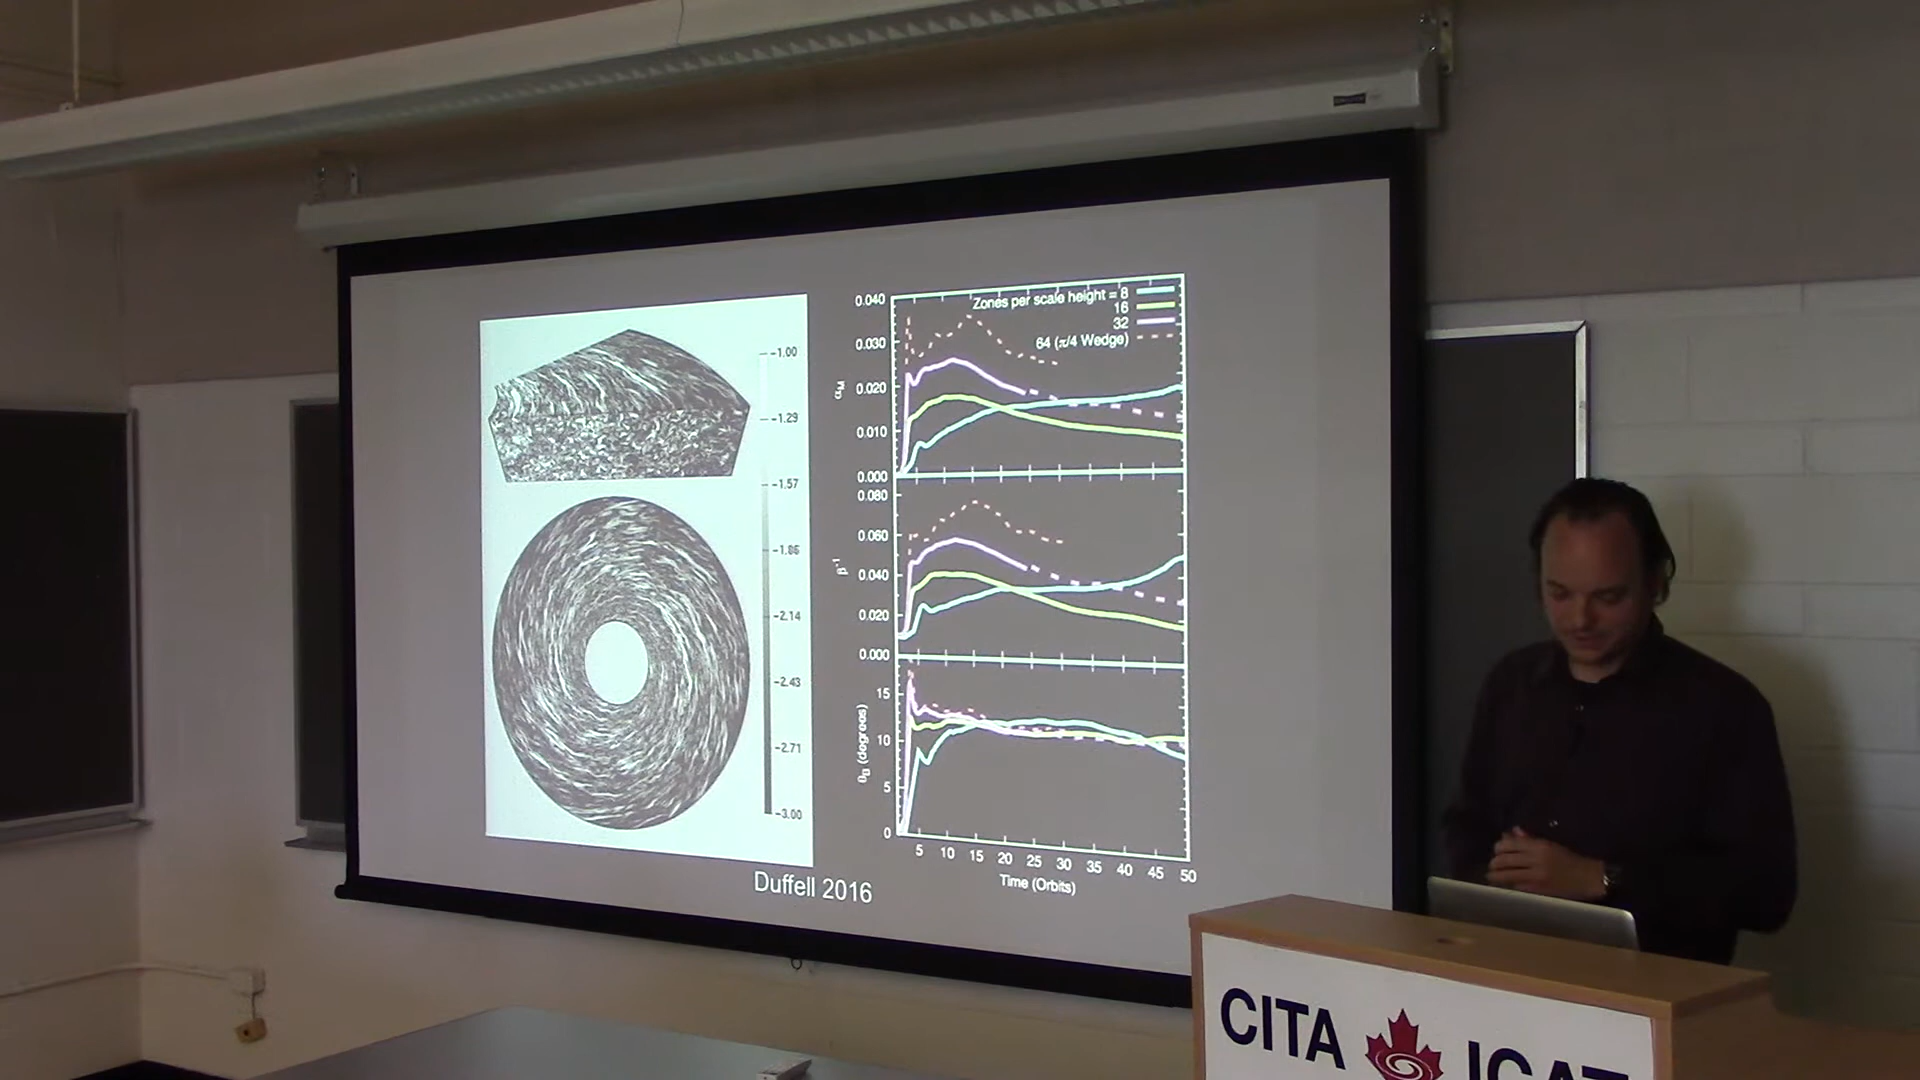 −1.00
−1.29
−1.57
−1.85
−2.14
−2.43
−2.71
−3.00
0.040
0.030
0.020
0.010
0.000
αM
Zones per scale height = 8
16
32
64 (π/4 Wedge)
0.080
0.060
0.040
0.020
0.000
β⁻¹
15
10
5
0
θB (degrees)
5 10 15 20 25 30 35 40 45 50
Time (Orbits)
Duffell 2016
CITA ICAT